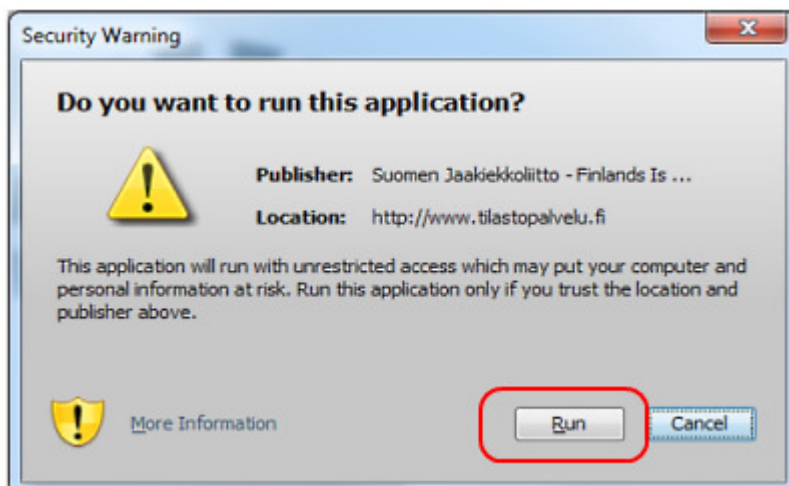 Security Warning
Do you want to run this application?
Publisher: Suomen Jaakiekkoliitto - Finlands Is ...
Location: http://www.tilastopalvelu.fi
This application will run with unrestricted access which may put your computer and
personal information at risk. Run this application only if you trust the location and
publisher above.
More Information Run Cancel